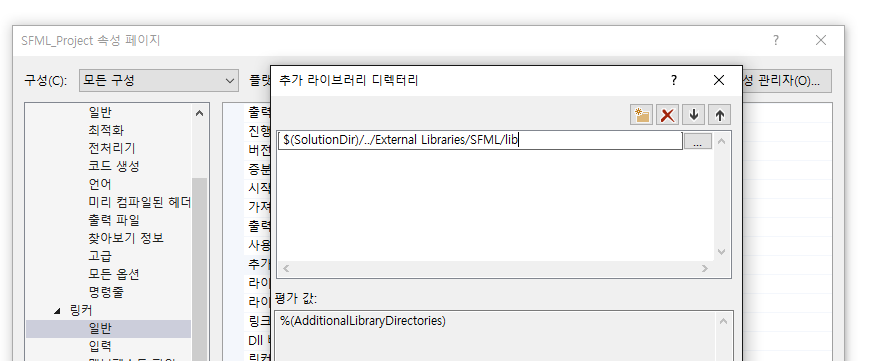 SFML_Project 속성 페이지
? ×
구성(C):
모든 구성
플랫
성 관리자(O)...
추가 라이브러리 디렉터리
? ×
일반
최적화
전처리기
코드 생성
언어
미리 컴파일된 헤더
출력 파일
찾아보기 정보
고급
모든 옵션
명령줄
링커
일반
입력
출력
진행
버전
증분
시작
가져
출력
사용
추가
라이
라이
링크
Dll
링커
$(SolutionDir)/../External Libraries/SFML/lib
...
평가 값:
%(AdditionalLibraryDirectories)